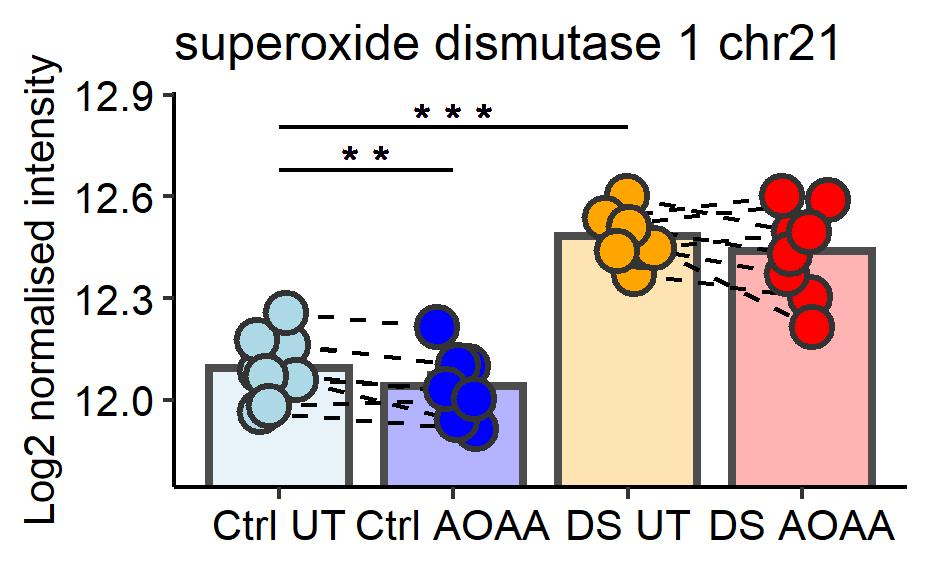 superoxide dismutase 1 chr21
Log2 normalised intensity
12.9
12.6
12.3
12.0
* * *
* *
Ctrl UT Ctrl AOAA DS UT DS AOAA